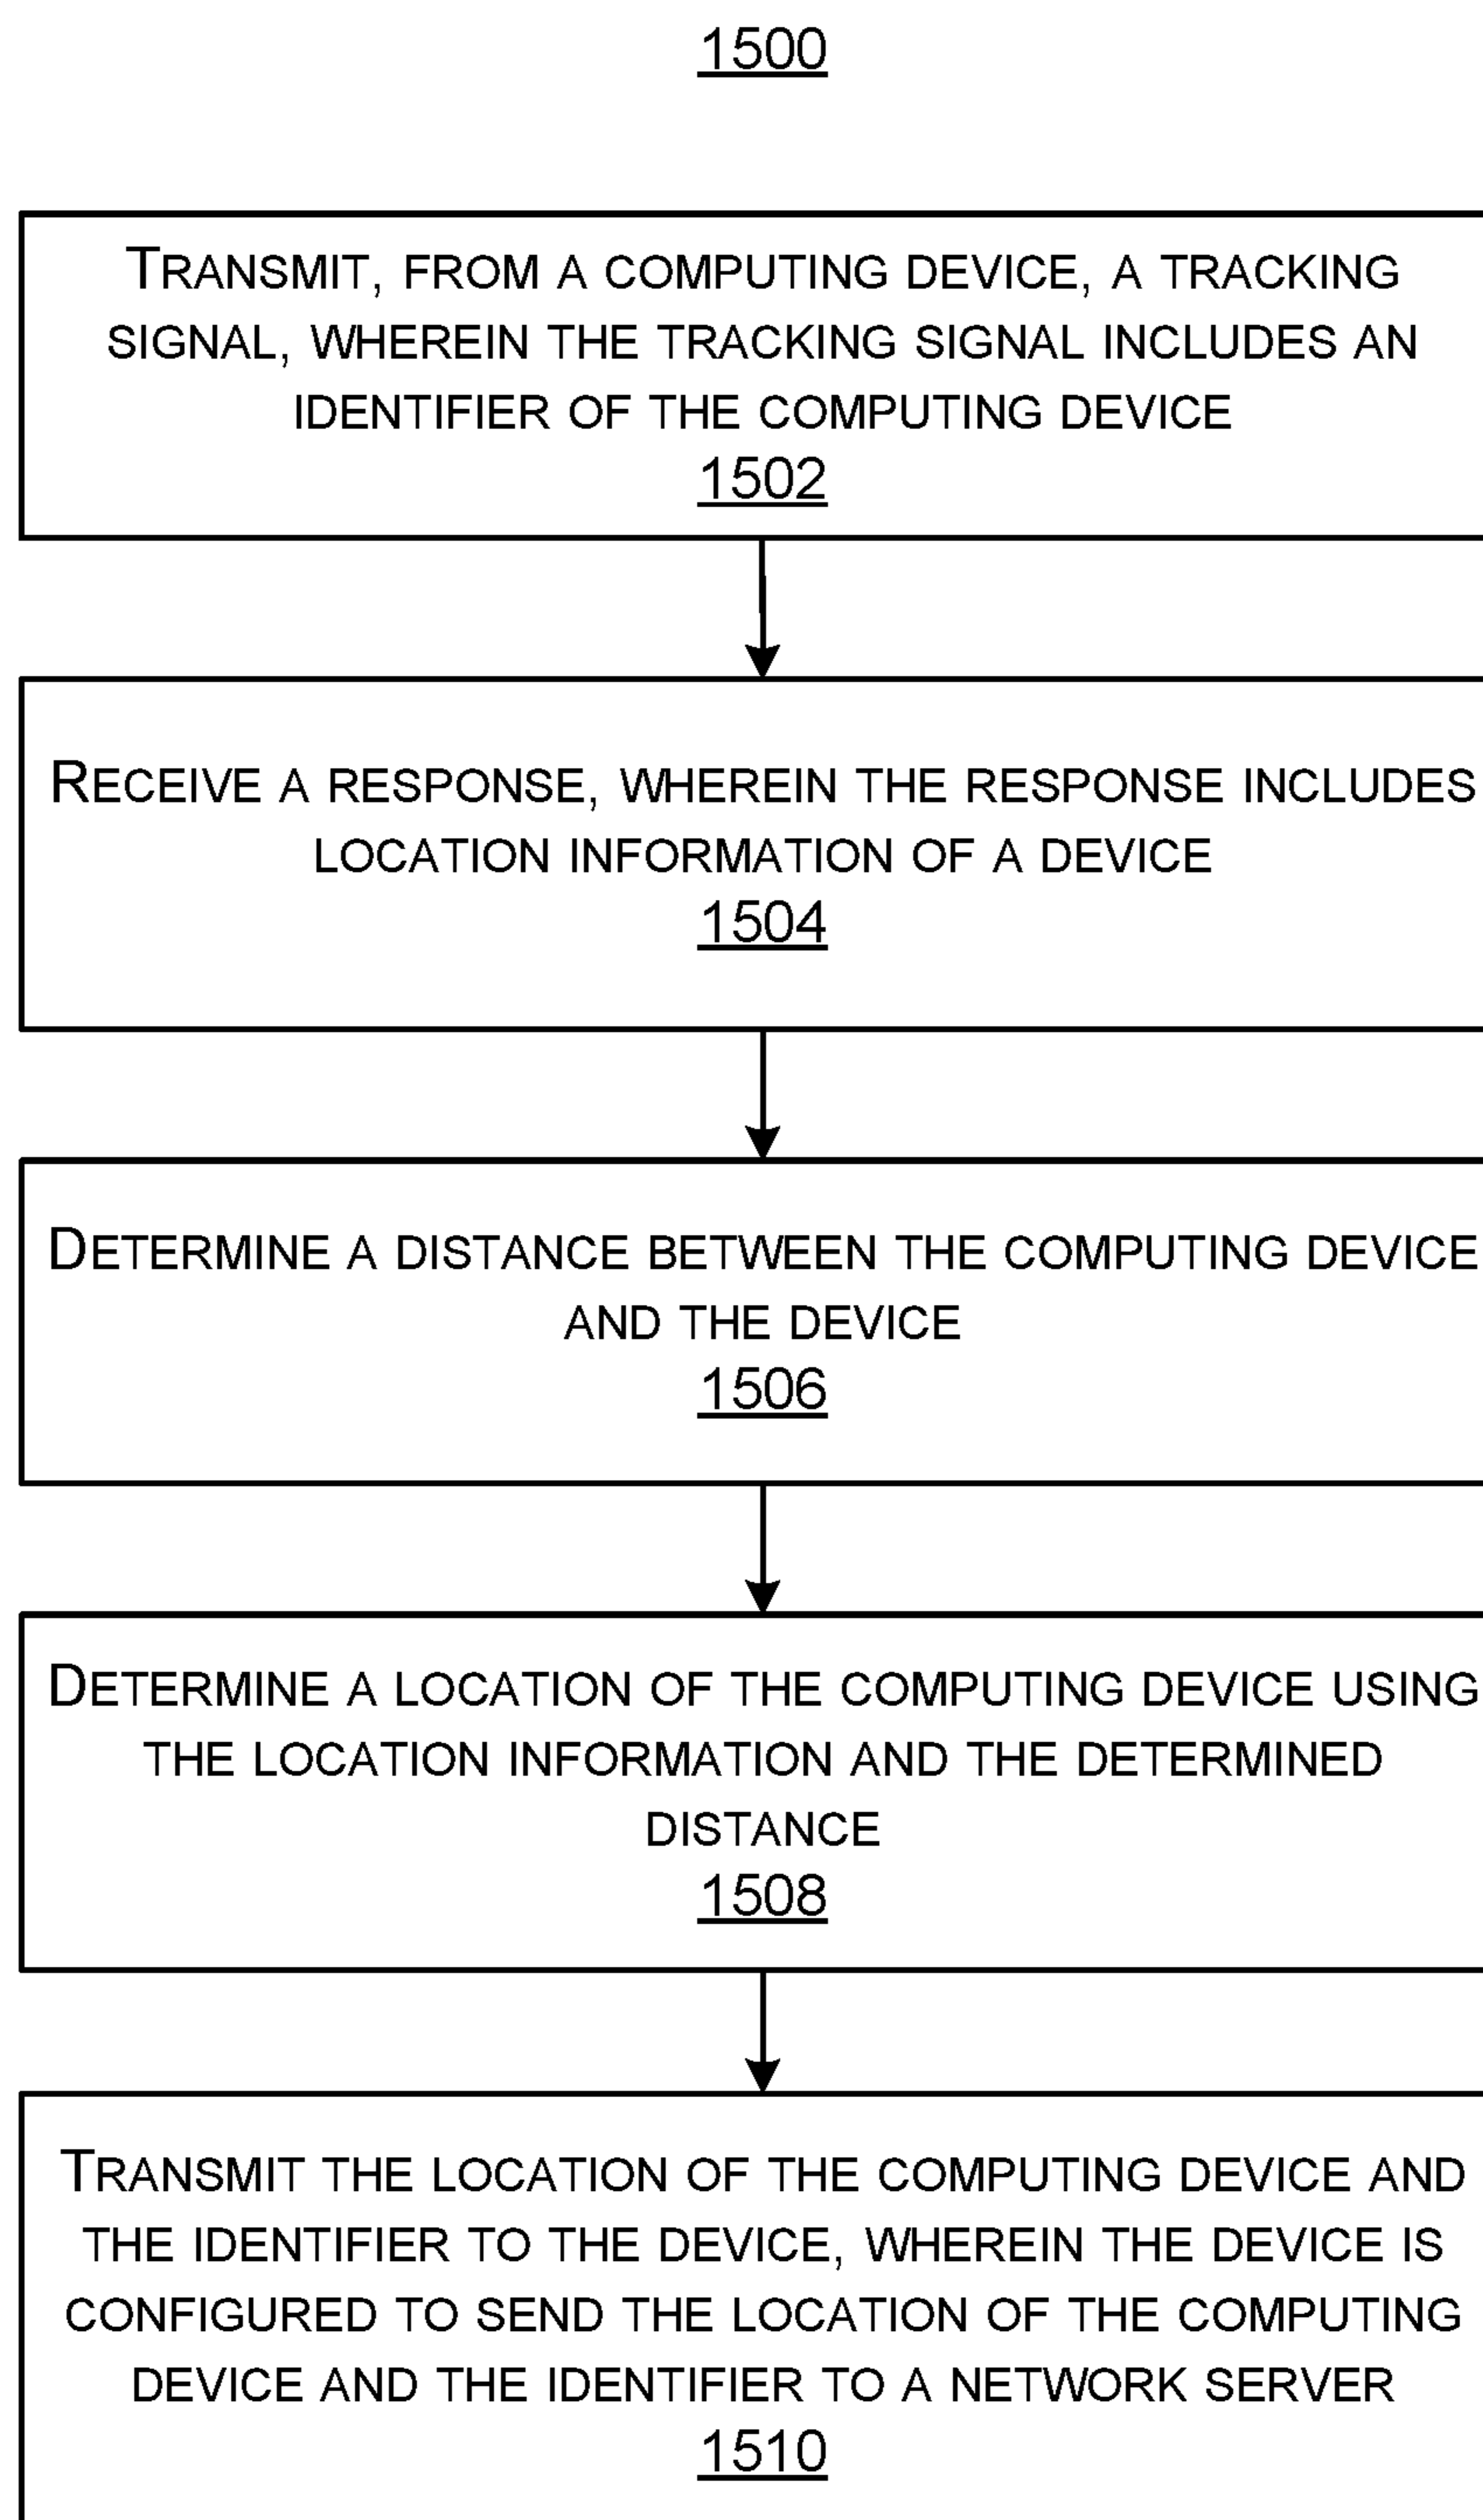 1500
TRANSMIT, FROM A COMPUTING DEVICE, A TRACKING
SIGNAL, WHEREIN THE TRACKING SIGNAL INCLUDES AN
IDENTIFIER OF THE COMPUTING DEVICE
1502
RECEIVE A RESPONSE, WHEREIN THE RESPONSE INCLUDES
LOCATION INFORMATION OF A DEVICE
1504
DETERMINE A DISTANCE BETWEEN THE COMPUTING DEVICE
AND THE DEVICE
1506
DETERMINE A LOCATION OF THE COMPUTING DEVICE USING
THE LOCATION INFORMATION AND THE DETERMINED
DISTANCE
1508
TRANSMIT THE LOCATION OF THE COMPUTING DEVICE AND
THE IDENTIFIER TO THE DEVICE, WHEREIN THE DEVICE IS
CONFIGURED TO SEND THE LOCATION OF THE COMPUTING
DEVICE AND THE IDENTIFIER TO A NETWORK SERVER
1510